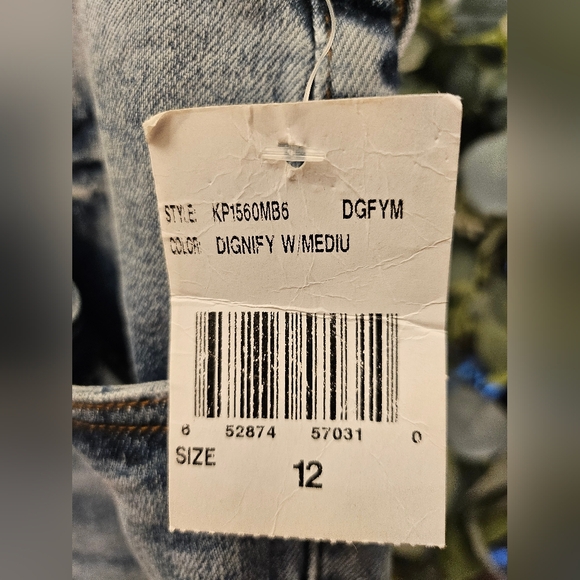 STYLE: KP1560MB6 DGFYM
COLOR: DIGNIFY W/MEDIU
6 52874 57031 0
SIZE
12